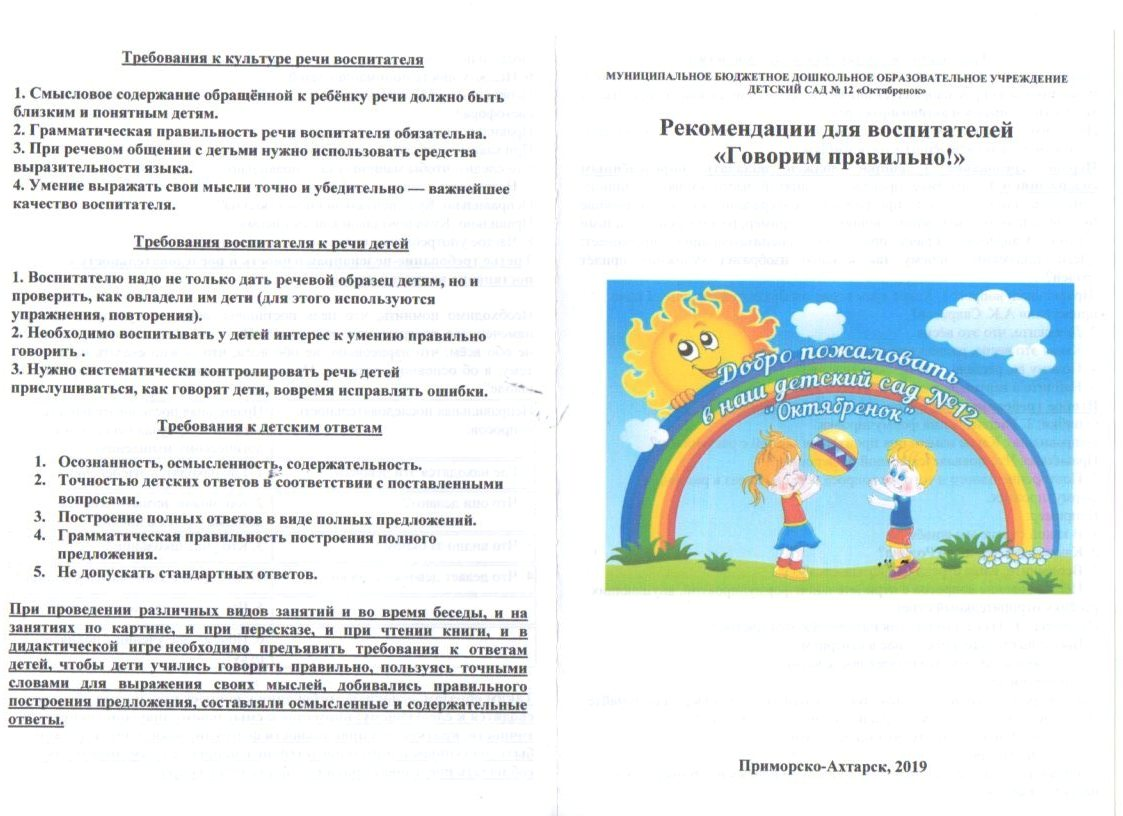 Требования к культуре речи воспитателя
1. Смысловое содержание обращённой к ребёнку речи должно быть
близким и понятным детям.
2. Грамматическая правильность речи воспитателя обязательна.
3. При речевом общении с детьми нужно использовать средства
выразительности языка.
4. Умение выражать свои мысли точно и убедительно — важнейшее
качество воспитателя.
Требования воспитателя к речи детей
1. Воспитателю надо не только дать речевой образец детям, но и
проверить, как овладели им дети (для этого используются
упражнения, повторения).
2. Необходимо воспитывать у детей интерес к умению правильно
говорить .
3. Нужно систематически контролировать речь детей
прислушиваться, как говорят дети, вовремя исправлять ошибки.
Требования к детским ответам
1. Осознанность, осмысленность, содержательность.
2. Точностью детских ответов в соответствии с поставленными
вопросами.
3. Построение полных ответов в виде полных предложений.
4. Грамматическая правильность построения полного
предложения.
5. Не допускать стандартных ответов.
При проведении различных видов занятий и во время беседы, и на
занятиях по картине, и при пересказе, и при чтении книги, и в
дидактической игре необходимо предъявить требования к ответам
детей, чтобы дети учились говорить правильно, пользуясь точными
словами для выражения своих мыслей, добивались правильного
построения предложения, составляли осмысленные и содержательные
ответы.
МУНИЦИПАЛЬНОЕ БЮДЖЕТНОЕ ДОШКОЛЬНОЕ ОБРАЗОВАТЕЛЬНОЕ УЧРЕЖДЕНИЕ
ДЕТСКИЙ САД № 12 «Октябренок»
Рекомендации для воспитателей
«Говорим правильно!»
Добро пожаловать
в наш детский сад №12
"Октябренок"
Приморско-Ахтарск, 2019